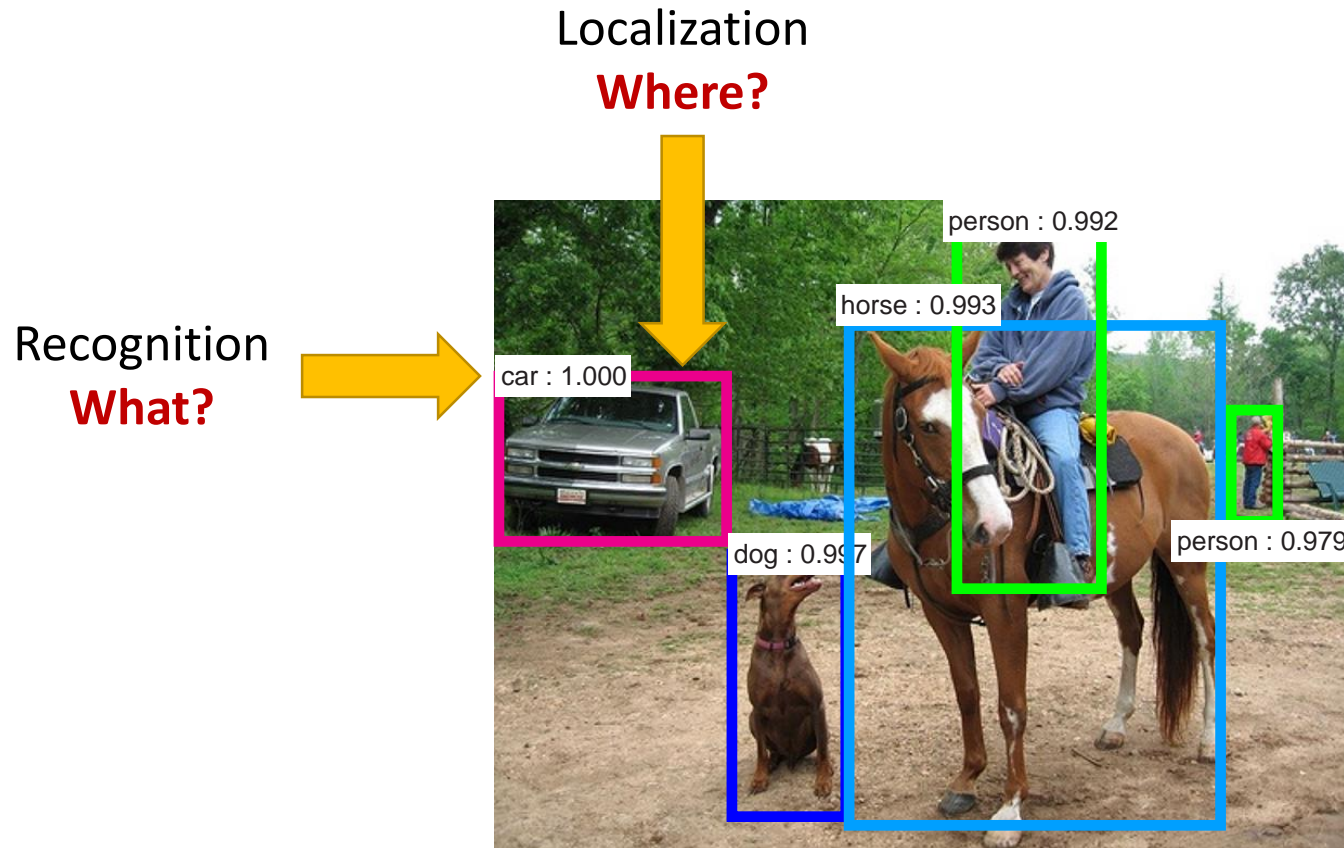 Localization
Where?
person : 0.992
horse : 0.993
Recognition
What?
car : 1.000
dog : 0.997
person : 0.979